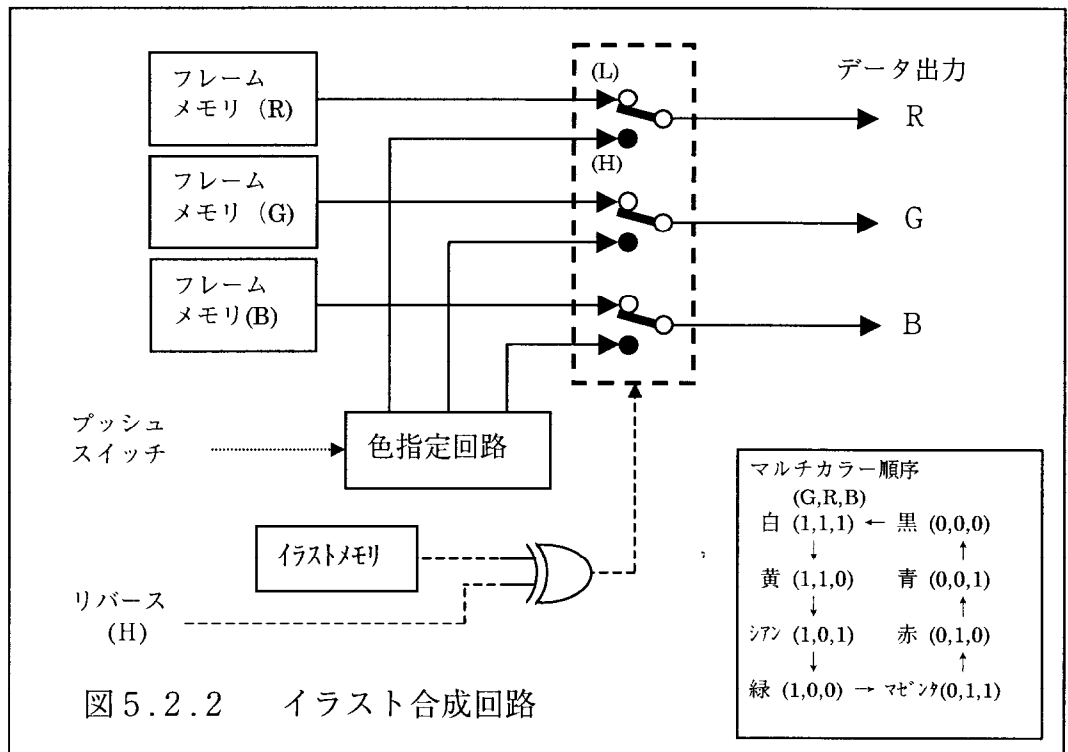 フレーム
メモリ (R)
フレーム
メモリ (G)
フレーム
メモリ(B)
(L)
(H)
データ出力
R
G
B
プッシュ
スイッチ
色指定回路
イラストメモリ
リバース
(H)
マルチカラー順序
(G,R,B)
白 (1,1,1) ← 黒 (0,0,0)
↓ ↑
黄 (1,1,0) 青 (0,0,1)
↓ ↑
シアン (1,0,1) 赤 (0,1,0)
↓ ↑
緑 (1,0,0) → マゼンタ(0,1,1)
図5.2.2 イラスト合成回路